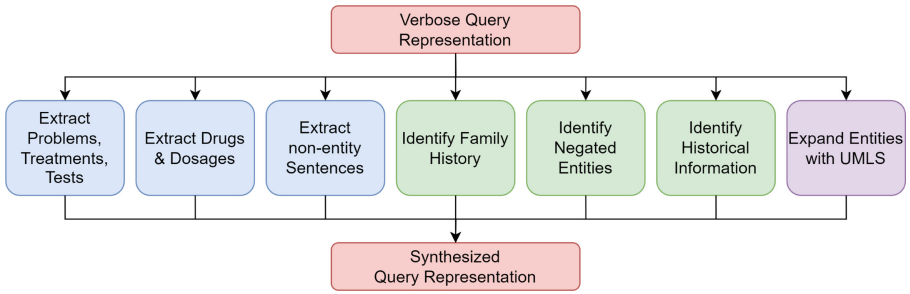 Verbose Query
Representation
Extract
Problems,
Treatments,
Tests
Extract Drugs
& Dosages
Extract
non-entity
Sentences
Identify Family
History
Identify
Negated
Entities
Identify
Historical
Information
Expand Entities
with UMLS
Synthesized
Query Representation